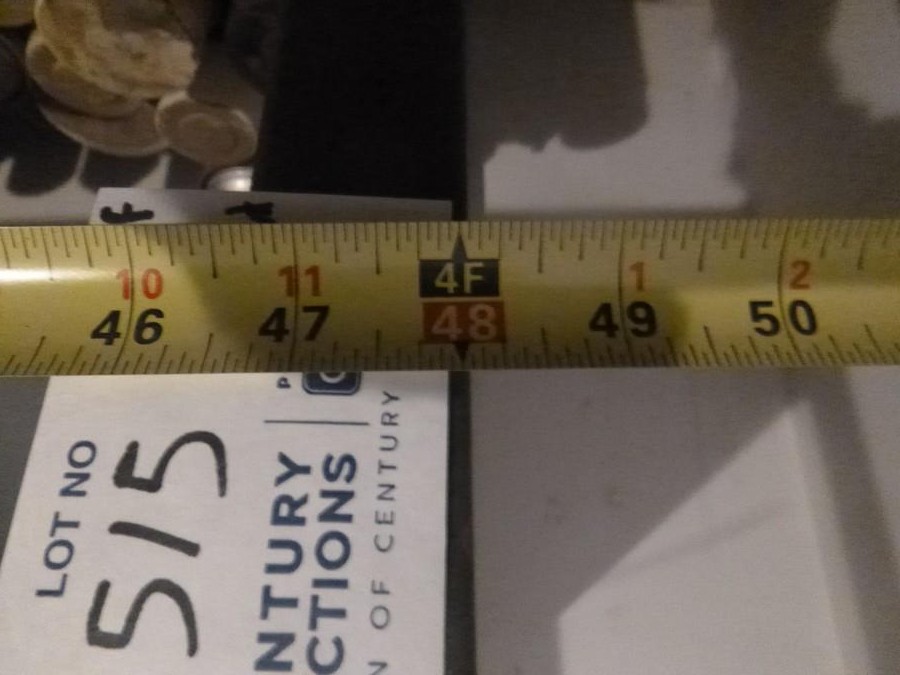 10 11 4F 1 2
46 47 48 49 50
LOT NO
515
NTURY
CTIONS
N OF CENTURY